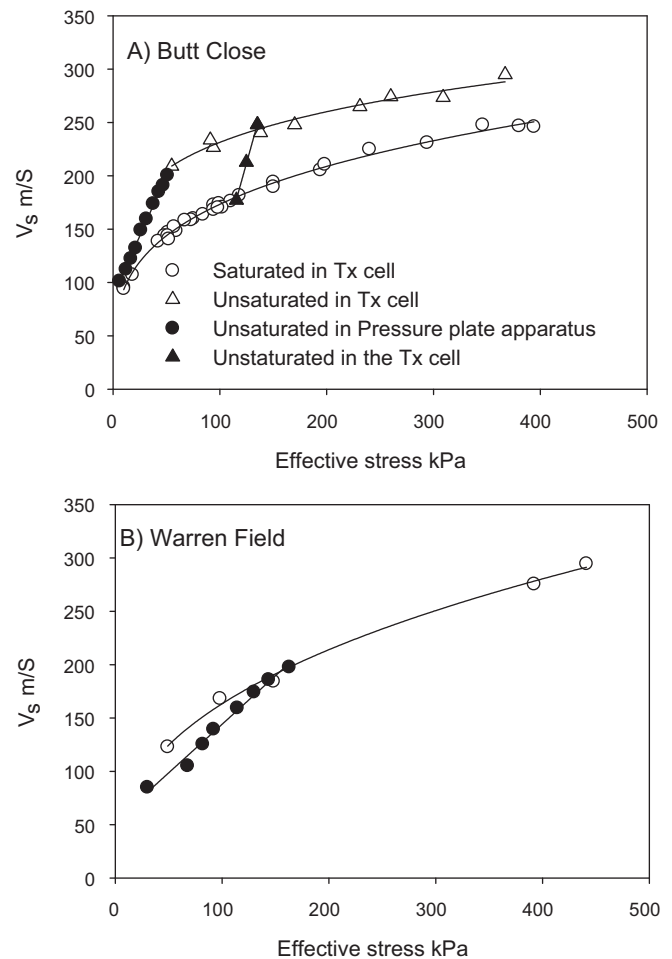 350
A) Butt Close
300
250
200
V_S m/S
150
100
Saturated in Tx cell
Unsaturated in Tx cell
50
Unsaturated in Pressure plate apparatus
Unstaturated in the Tx cell
0
0 100 200 300 400 500
Effective stress kPa
350
B) Warren Field
300
250
200
V_S m/S
150
100
50
0
0 100 200 300 400 500
Effective stress kPa